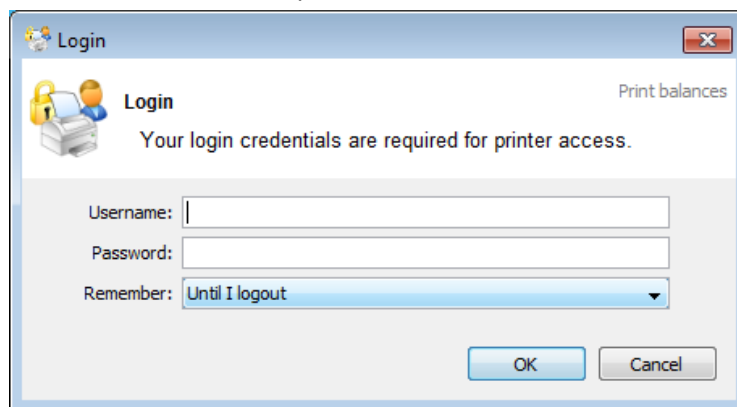 Login
Print balances
Login
Your login credentials are required for printer access.
Username:
Password:
Remember: Until I logout
OK Cancel